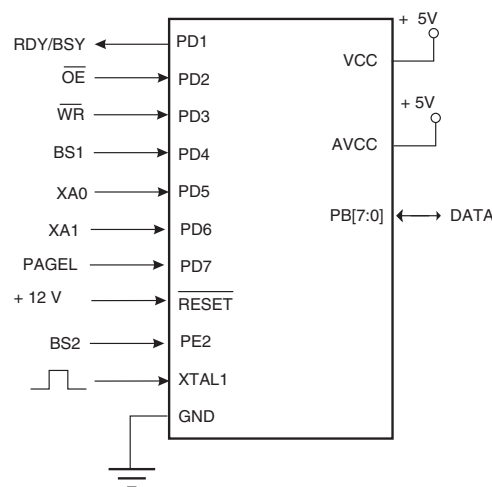 + 5V
RDY/BSY PD1
VCC
OE PD2
WR PD3
+ 5V
BS1 PD4
AVCC
XA0 PD5
PB[7:0] DATA
XA1 PD6
PAGEL PD7
+ 12 V RESET
BS2 PE2
XTAL1
GND